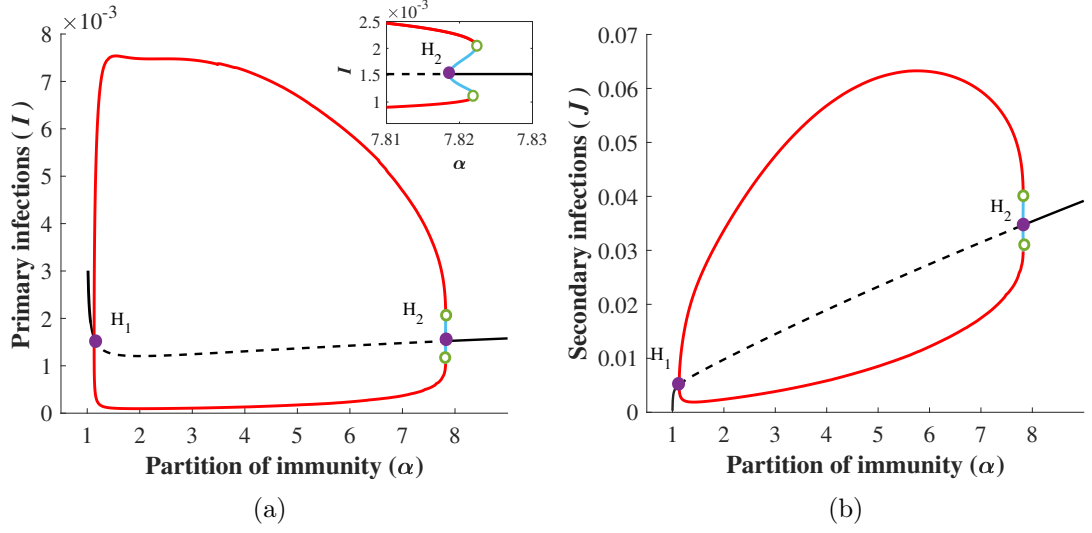 ×10⁻³
8
7
6
5
4
3
2
1
0
Primary infections ( I )
1 2 3 4 5 6 7 8
Partition of immunity (α)
H₁
H₂
×10⁻³
2.5
2
1.5
1
I
H₂
7.81 7.82 7.83
α
(a)
0.07
0.06
0.05
0.04
0.03
0.02
0.01
0
Secondary infections ( J )
1 2 3 4 5 6 7 8
Partition of immunity (α)
H₁
H₂
(b)